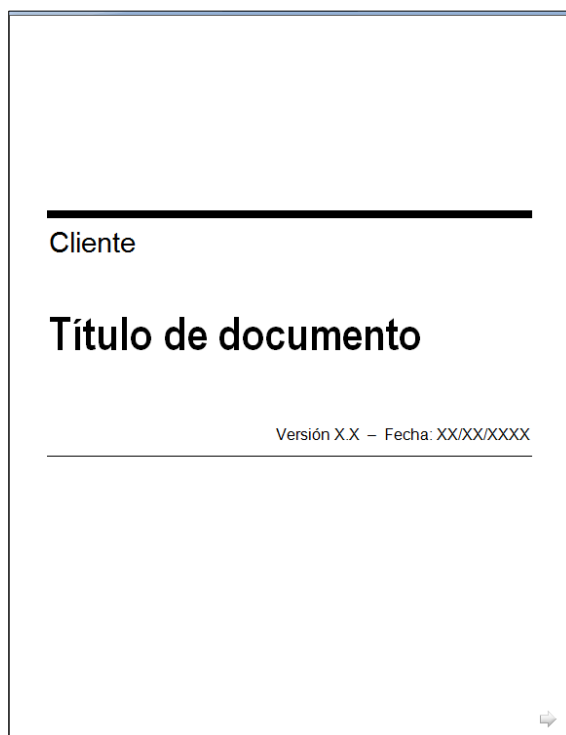 Cliente
Título de documento
Versión X.X – Fecha: XX/XX/XXXX